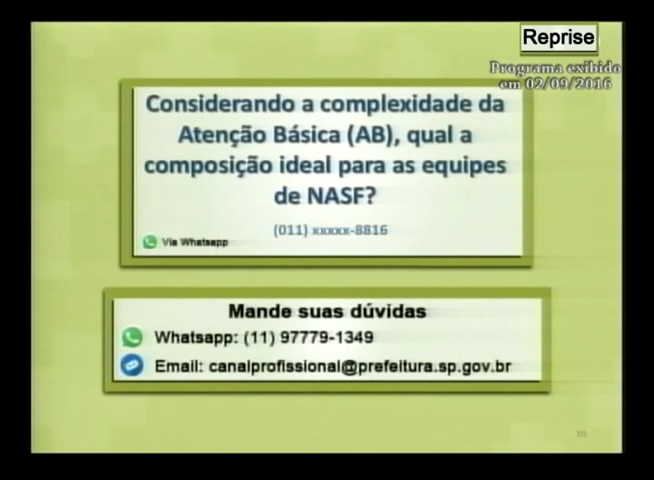 Reprise
Programa exibido
em 02/09/2016
Considerando a complexidade da
Atenção Básica (AB), qual a
composição ideal para as equipes
de NASF?
(011) xxxxx-8816
Via Whatsapp
Mande suas dúvidas
Whatsapp: (11) 97779-1349
Email: canalprofissional@prefeitura.sp.gov.br